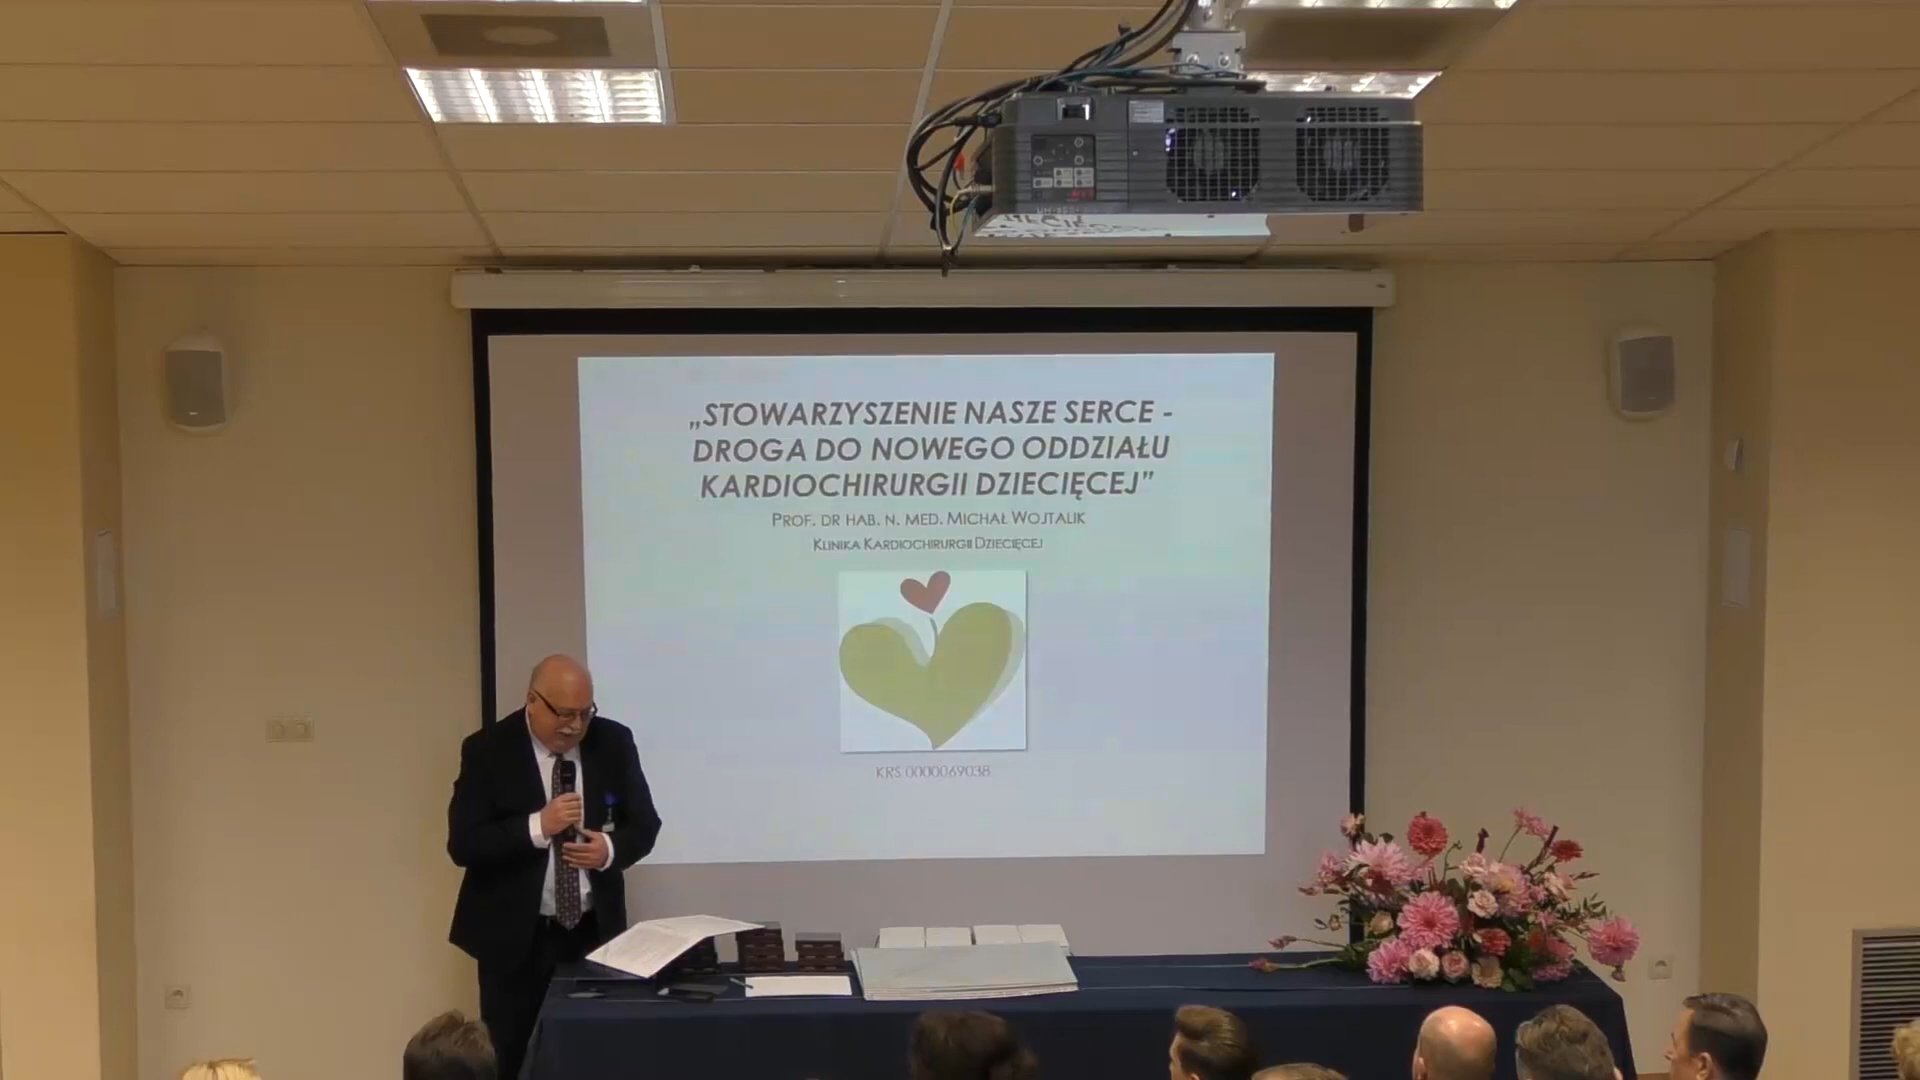 „STOWARZYSZENIE NASZE SERCE -
DROGA DO NOWEGO ODDZIAŁU
KARDIOCHIRURGII DZIECIĘCEJ”
PROF. DR HAB. N. MED. MICHAŁ WOJTALIK
KLINIKA KARDIOCHIRURGII DZIECIĘCEJ
KRS 0000069038